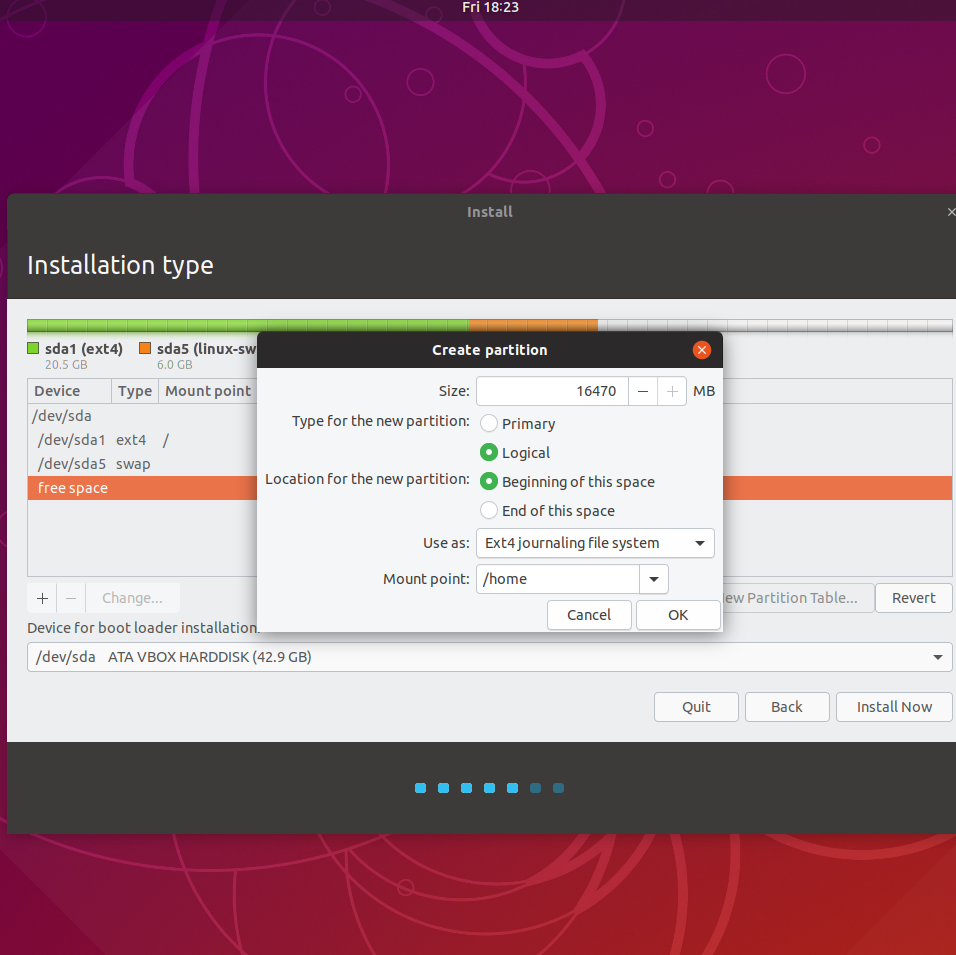 Fri 18:23
Install
Installation type
sda1 (ext4) sda5 (linux-sw
20.5 GB 6.0 GB
Create partition
Device Type Mount point
/dev/sda
/dev/sda1 ext4 /
/dev/sda5 swap
free space
Size: 16470 MB
Type for the new partition: Primary
Logical
Location for the new partition: Beginning of this space
End of this space
Use as: Ext4 journaling file system
Mount point: /home
Cancel OK
+ − Change... ew Partition Table... Revert
Device for boot loader installation:
/dev/sda ATA VBOX HARDDISK (42.9 GB)
Quit Back Install Now